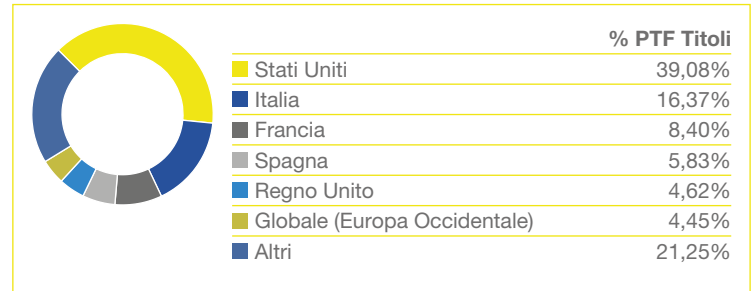 % PTF Titoli
Stati Uniti 39,08%
Italia 16,37%
Francia 8,40%
Spagna 5,83%
Regno Unito 4,62%
Globale (Europa Occidentale) 4,45%
Altri 21,25%